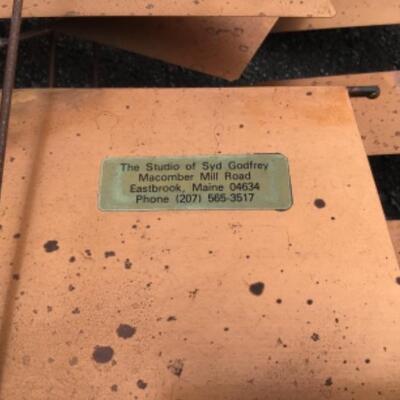 The Studio of Syd Godfrey
Macomber Mill Road
Eastbrook, Maine 04634
Phone (207) 565-3517